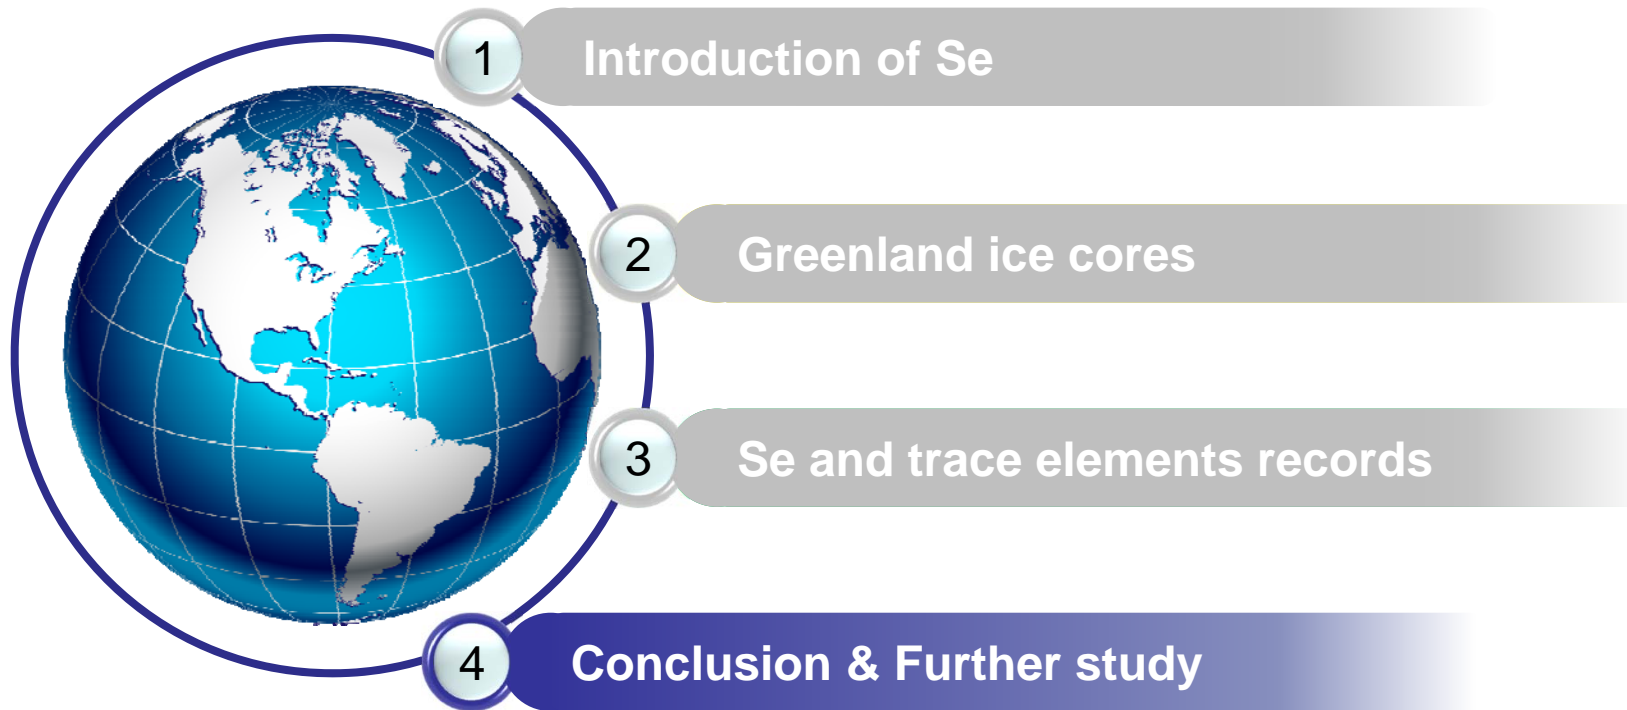 1 Introduction of Se
2 Greenland ice cores
3 Se and trace elements records
4 Conclusion & Further study